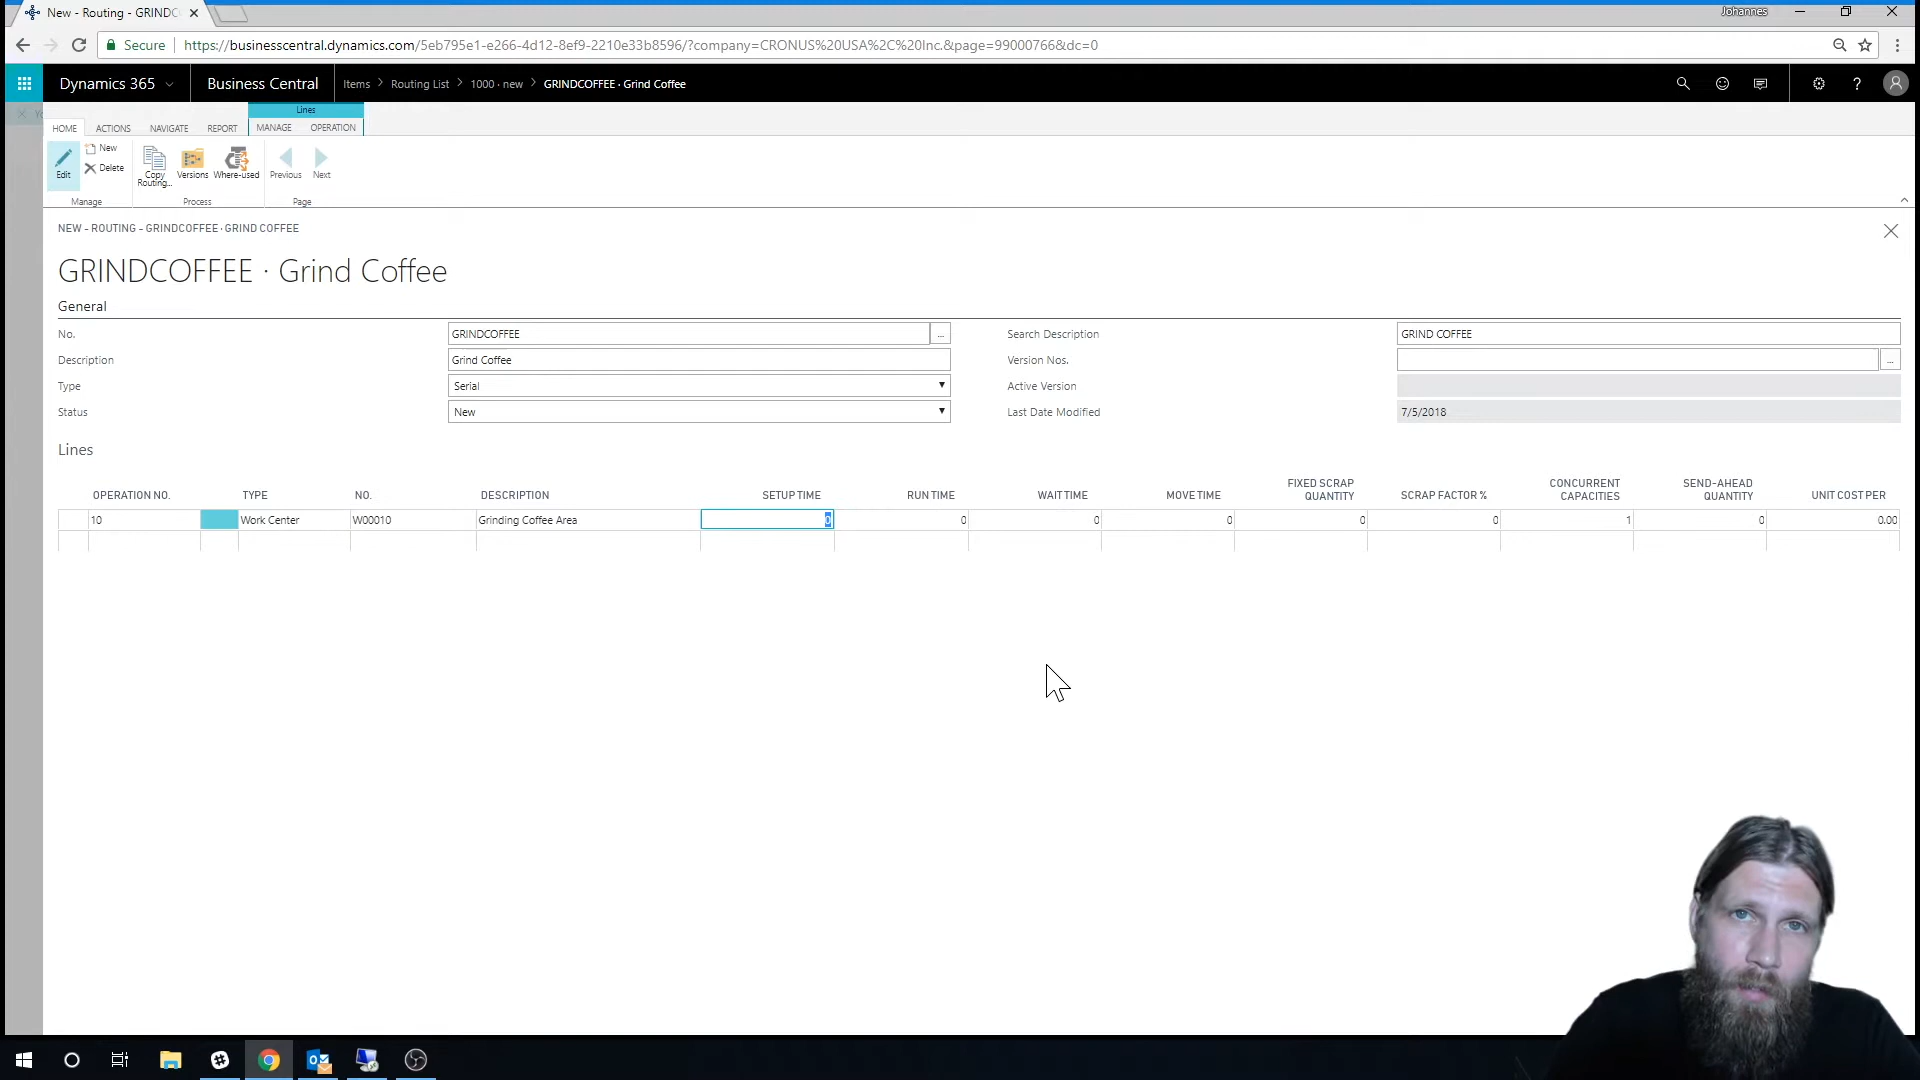 New - Routing - GRINDC
Johannes
Secure
https://businesscentral.dynamics.com/5eb795e1-e266-4d12-8ef9-2210e33b8596/?company=CRONUS%20USA%2C%20Inc.&page=99000766&dc=0
Dynamics 365
Business Central
Items > Routing List > 1000 · new > GRINDCOFFEE · Grind Coffee
Lines
HOME ACTIONS NAVIGATE REPORT MANAGE OPERATION
Edit
New
Delete
Copy Routing...
Versions
Where-used
Previous
Next
Manage Process Page
NEW - ROUTING - GRINDCOFFEE · GRIND COFFEE
GRINDCOFFEE · Grind Coffee
General
No. GRINDCOFFEE ... Search Description GRIND COFFEE
Description Grind Coffee Version Nos. ...
Type Serial Active Version
Status New Last Date Modified 7/5/2018
Lines
OPERATION NO. TYPE NO. DESCRIPTION SETUP TIME RUN TIME WAIT TIME MOVE TIME FIXED SCRAP QUANTITY SCRAP FACTOR % CONCURRENT CAPACITIES SEND-AHEAD QUANTITY UNIT COST PER
10 Work Center W00010 Grinding Coffee Area 0 0 0 0 0 0 1 0 0.00